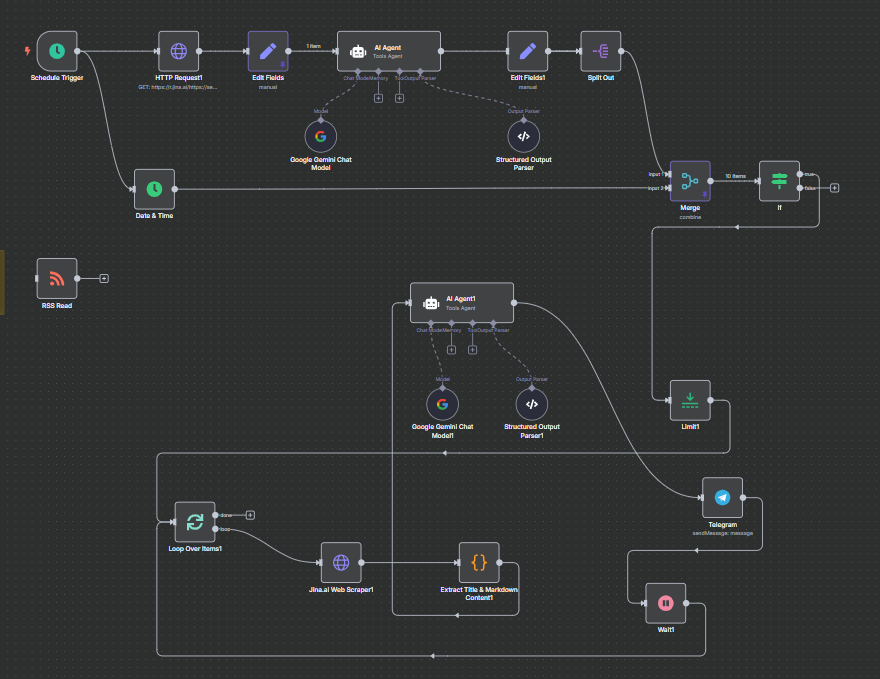 Schedule Trigger
HTTP Request1
GET: https://r.jina.ai/https://se...
Edit Fields
manual
1 item
AI Agent
Tools Agent
Chat Model
Memory
Tool
Output Parser
Edit Fields1
manual
Split Out
Model
Google Gemini Chat
Model
Output Parser
Structured Output
Parser
Date & Time
Input 1
Input 2
Merge
combine
10 items
true
false
If
RSS Read
AI Agent1
Tools Agent
Chat Model
Memory
Tool
Output Parser
Model
Google Gemini Chat
Model1
Output Parser
Structured Output
Parser1
Limit1
Telegram
sendMessage: message
done
loop
Loop Over Items1
Jina.ai Web Scraper1
Extract Title & Markdown
Content1
Wait1